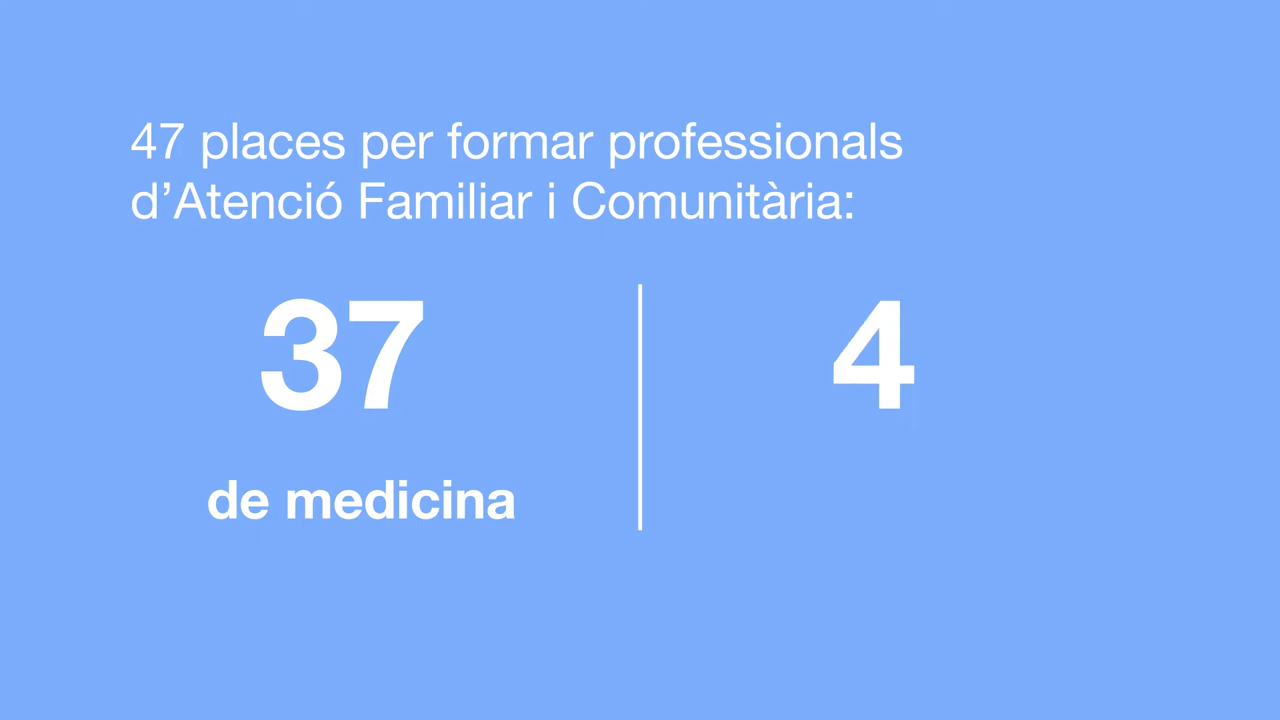 47 places per formar professionals
d’Atenció Familiar i Comunitària:
37
4
de medicina